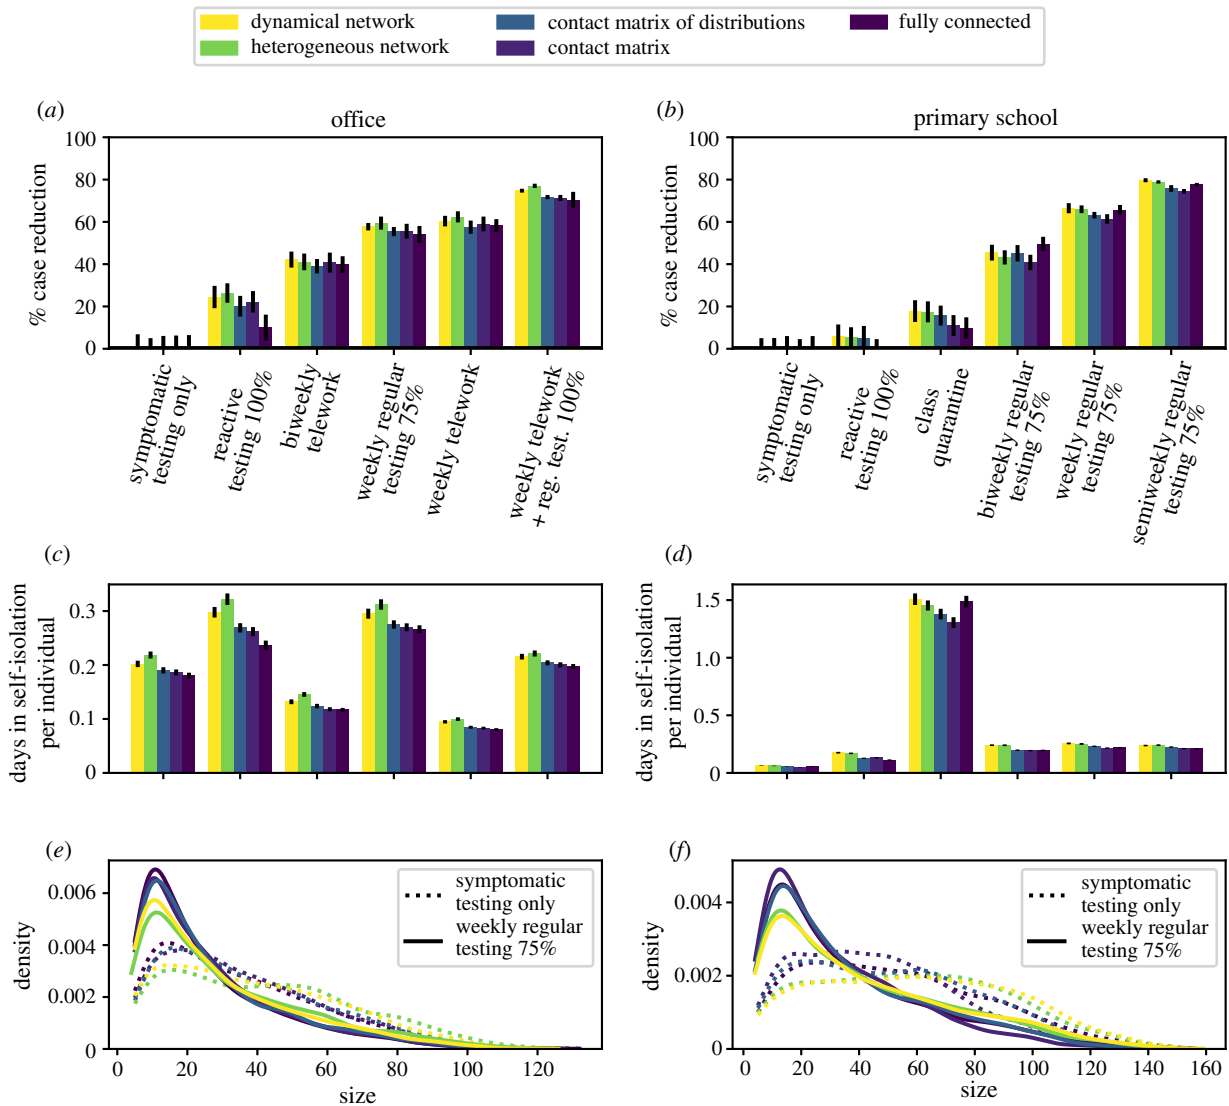 dynamical network
heterogeneous network
contact matrix of distributions
contact matrix
fully connected
(a)
office
% case reduction
100
80
60
40
20
0
symptomatic
testing only
reactive
testing 100%
biweekly
telework
weekly regular
testing 75%
weekly telework
weekly telework
+ reg. test. 100%
(b)
primary school
% case reduction
100
80
60
40
20
0
symptomatic
testing only
reactive
testing 100%
class
quarantine
biweekly regular
testing 75%
weekly regular
testing 75%
semiweekly regular
testing 75%
(c)
days in self-isolation
per individual
0.3
0.2
0.1
0
(d)
days in self-isolation
per individual
1.5
1.0
0.5
0
(e)
density
0.006
0.004
0.002
0
symptomatic
testing only
weekly regular
testing 75%
0 20 40 60 80 100 120
size
(f)
density
0.004
0.002
0
symptomatic
testing only
weekly regular
testing 75%
0 20 40 60 80 100 120 140 160
size